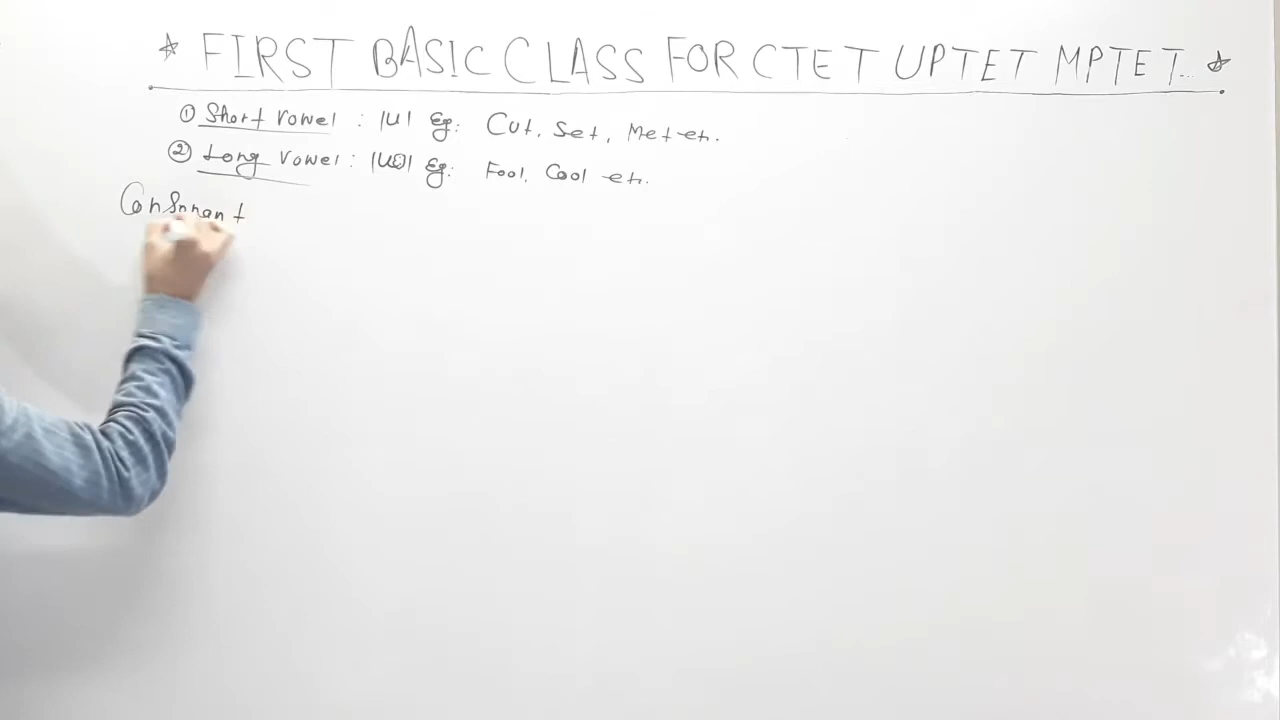 * FIRST BASIC CLASS FOR CTET UPTET MPTET... *
① Short Vowel : |U| Eg: Cut, Set, Met etc.
② Long Vowel : |UO| Eg: Fool, Cool etc.
Consonant